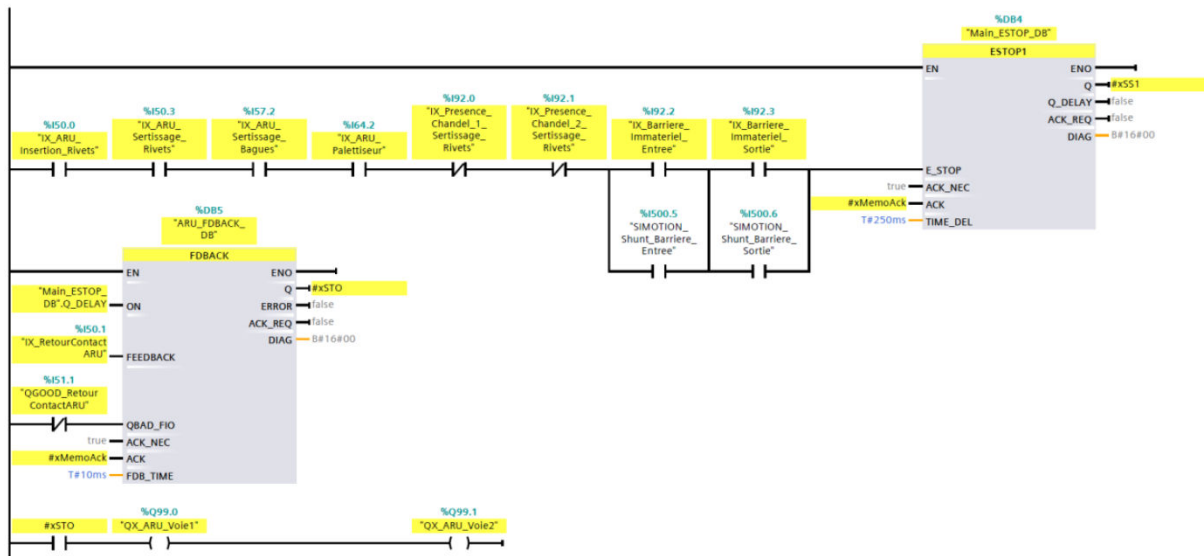 %DB4
"Main_ESTOP_DB"
ESTOP1
EN
ENO
Q
#xSS1
Q_DELAY
false
ACK_REQ
false
DIAG
B#16#00
%I50.0
"IX_ARU_
Insertion_Rivets"
%I50.3
"IX_ARU_
Sertissage_
Rivets"
%I57.2
"IX_ARU_
Sertissage_
Bagues"
%I64.2
"IX_ARU_
Palettiseur"
%I92.0
"IX_Presence_
Chandel_1_
Sertissage_
Rivets"
%I92.1
"IX_Presence_
Chandel_2_
Sertissage_
Rivets"
%I92.2
"IX_Barriere_
Immateriel_
Entree"
%I92.3
"IX_Barriere_
Immateriel_
Sortie"
E_STOP
true
ACK_NEC
#xMemoAck
ACK
T#250ms
TIME_DEL
%I500.5
"SIMOTION_
Shunt_Barriere_
Entree"
%I500.6
"SIMOTION_
Shunt_Barriere_
Sortie"
%DB5
"ARU_FDBACK_
DB"
FDBACK
EN
ENO
Q
#xSTO
"Main_ESTOP_
DB".Q_DELAY
ON
ERROR
false
ACK_REQ
false
DIAG
B#16#00
%I50.1
"IX_RetourContact
ARU"
FEEDBACK
%I51.1
"QGOOD_Retour
ContactARU"
QBAD_FIO
true
ACK_NEC
#xMemoAck
ACK
T#10ms
FDB_TIME
#xSTO
%Q99.0
"QX_ARU_Voie1"
%Q99.1
"QX_ARU_Voie2"